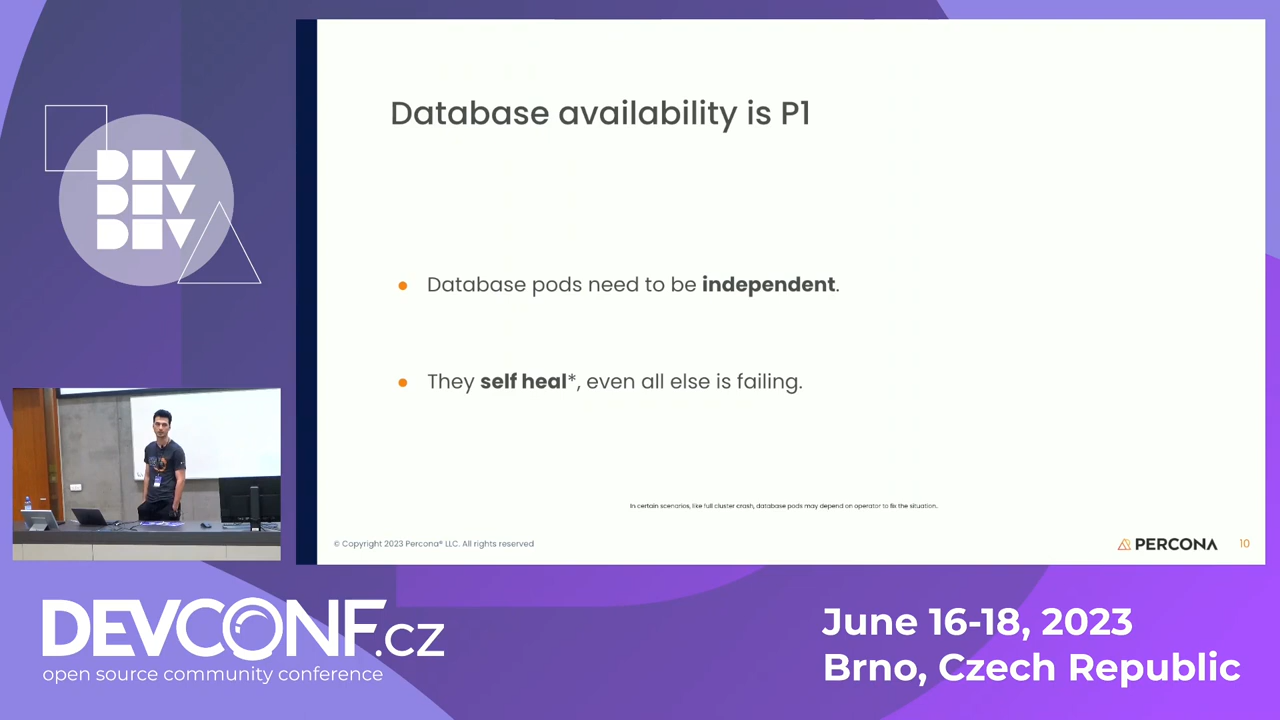 DEV
DEV
DEV
Database availability is P1
• Database pods need to be independent.
• They self heal*, even all else is failing.
In certain scenarios, like full cluster crash, database pods may depend on operator to fix the situation.
© Copyright 2023 Percona® LLC. All rights reserved
PERCONA
10
DEVCONF.cz
open source community conference
June 16-18, 2023
Brno, Czech Republic